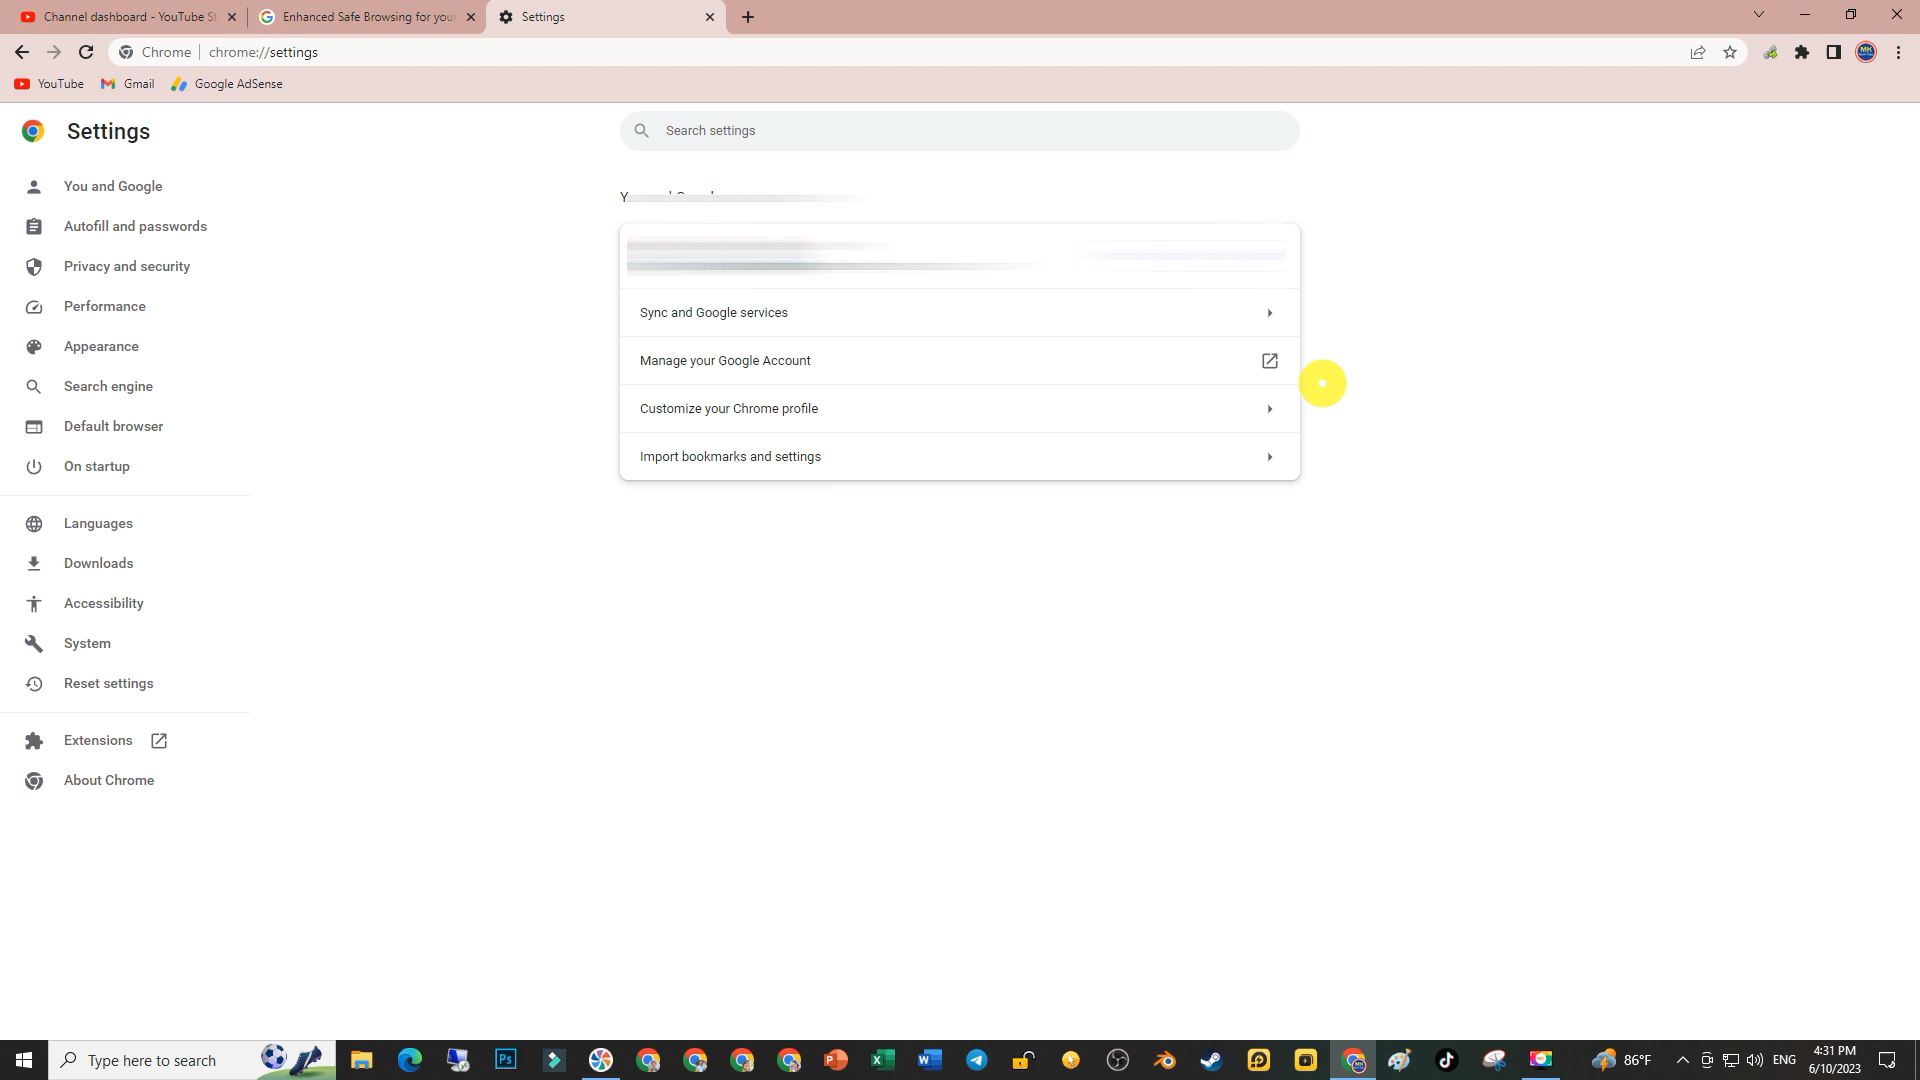 Channel dashboard - YouTube St
Enhanced Safe Browsing for your
Settings
Chrome
chrome://settings
YouTube
Gmail
Google AdSense
Settings
Search settings
You and Google
Autofill and passwords
Privacy and security
Performance
Appearance
Search engine
Default browser
On startup
Languages
Downloads
Accessibility
System
Reset settings
Extensions
About Chrome
Sync and Google services
Manage your Google Account
Customize your Chrome profile
Import bookmarks and settings
Type here to search
86°F
ENG
4:31 PM
6/10/2023